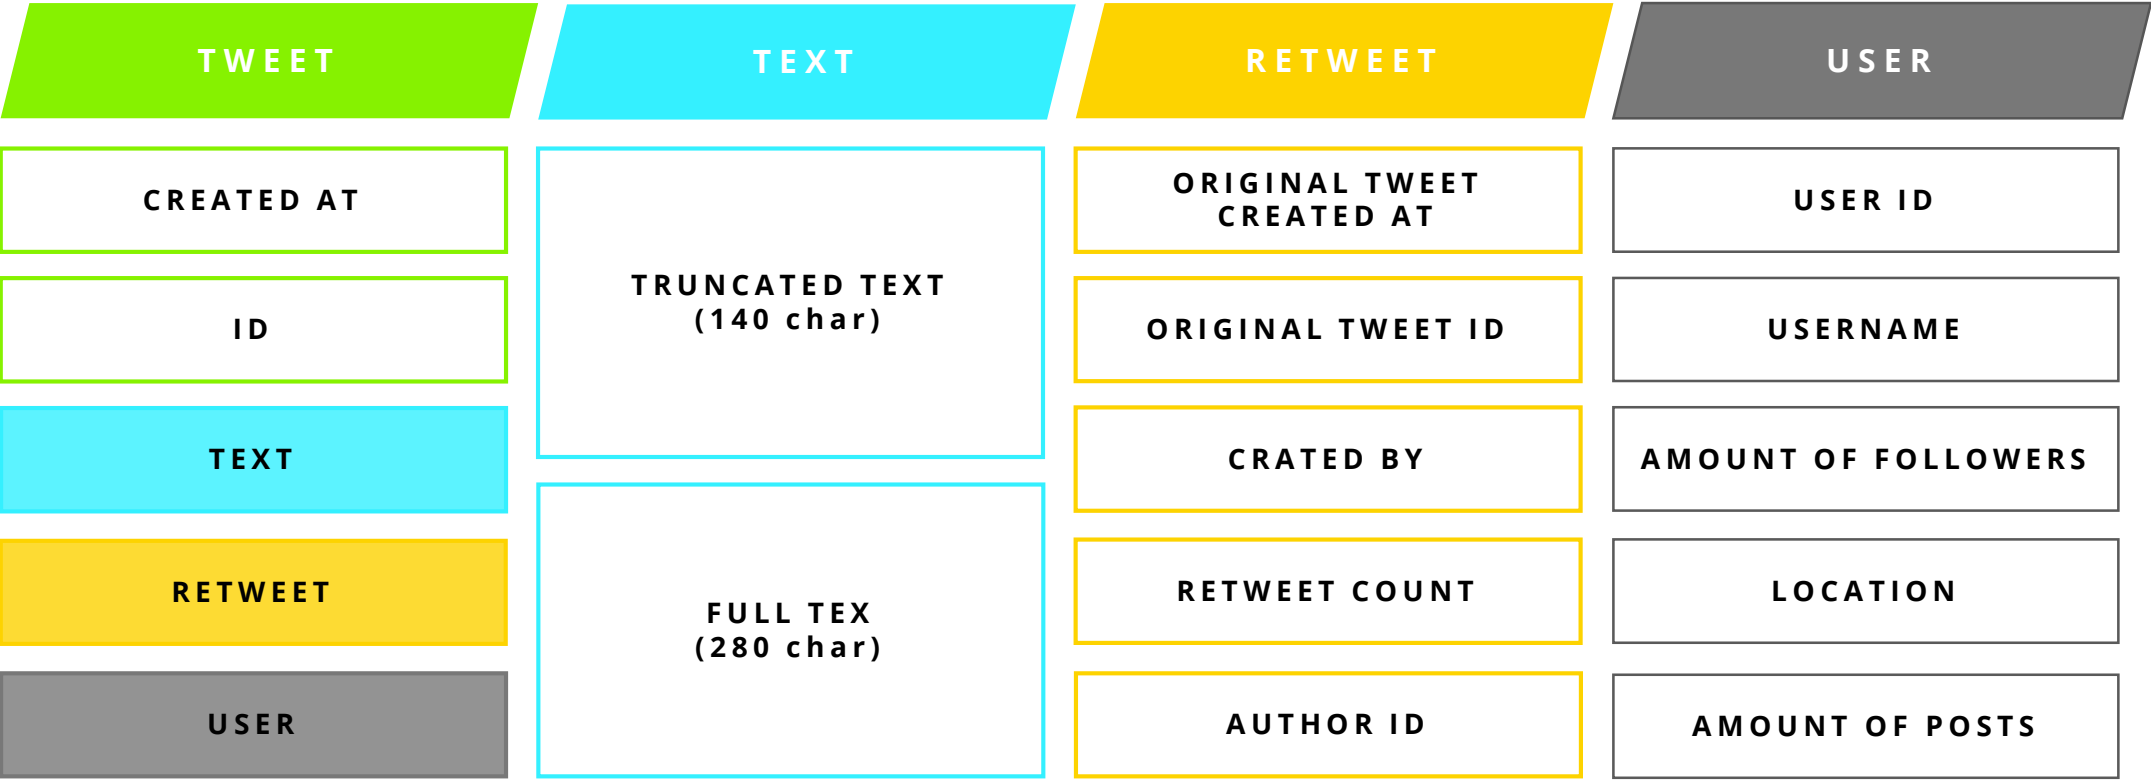 TWEET
TEXT
RETWEET
USER
CREATED AT
ID
TEXT
RETWEET
USER
TRUNCATED TEXT
(140 char)
FULL TEX
(280 char)
ORIGINAL TWEET
CREATED AT
ORIGINAL TWEET ID
CRATED BY
RETWEET COUNT
AUTHOR ID
USER ID
USERNAME
AMOUNT OF FOLLOWERS
LOCATION
AMOUNT OF POSTS